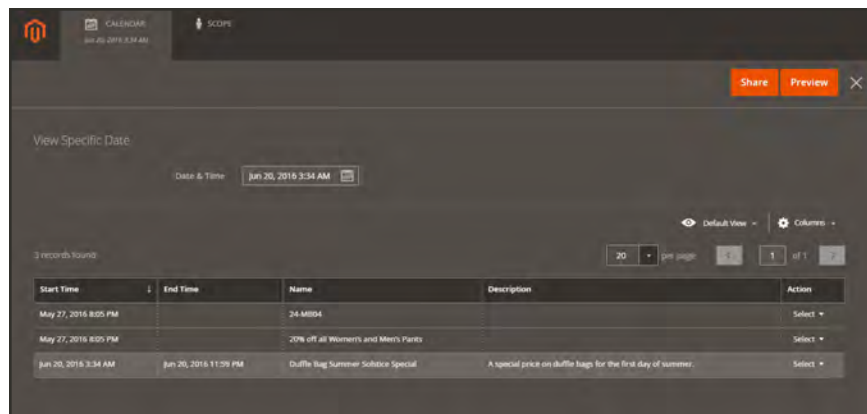 CALENDAR
Jun 20, 2016 3:34 AM
SCOPE
Share Preview
View Specific Date
Date & Time Jun 20, 2016 3:34 AM
Default View Columns
3 records found
20 per page 1 of 1
Start Time ↓ End Time Name Description Action
May 27, 2016 8:05 PM 24-MB04 Select
May 27, 2016 8:05 PM 20% off all Women's and Men's Pants Select
Jun 20, 2016 3:34 AM Jun 20, 2016 11:59 PM Duffle Bag Summer Solstice Special A special price on duffle bags for the first day of summer. Select